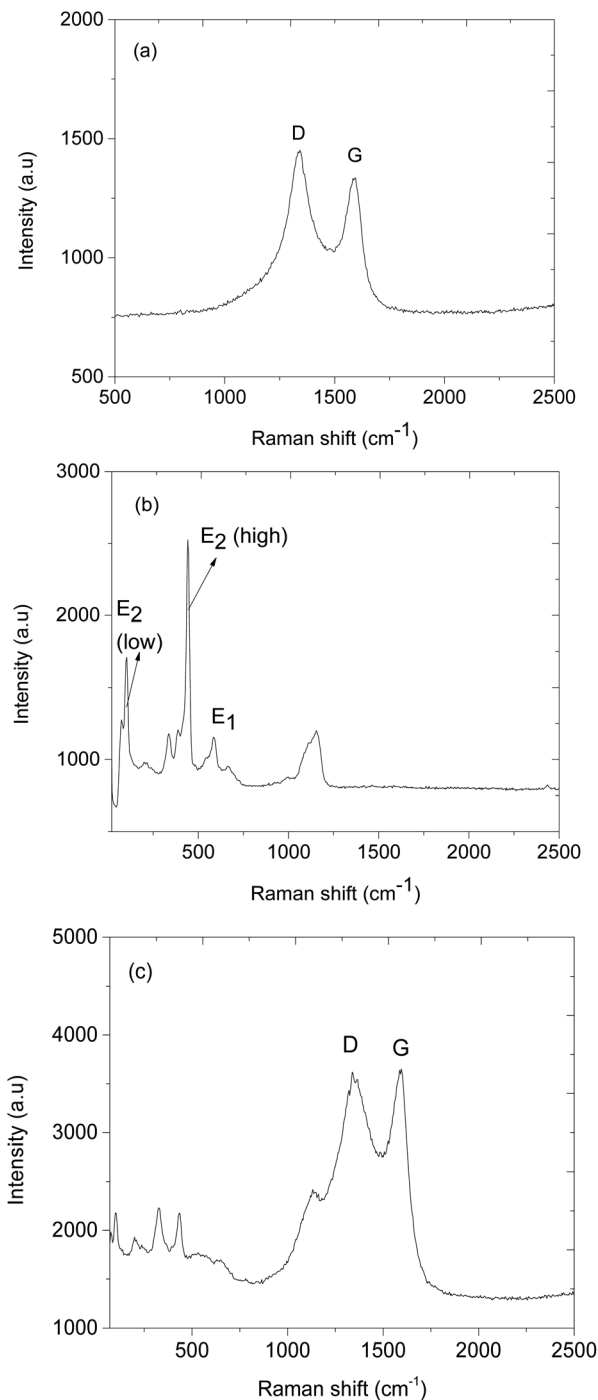 (a)
2000
1500
1000
500
D
G
Intensity (a.u)
500 1000 1500 2000 2500
Raman shift (cm-1)
(b)
3000
2000
1000
E2 (high)
E2
(low)
E1
Intensity (a.u)
500 1000 1500 2000 2500
Raman shift (cm-1)
(c)
5000
4000
3000
2000
1000
D
G
Intensity (a.u)
500 1000 1500 2000 2500
Raman shift (cm-1)